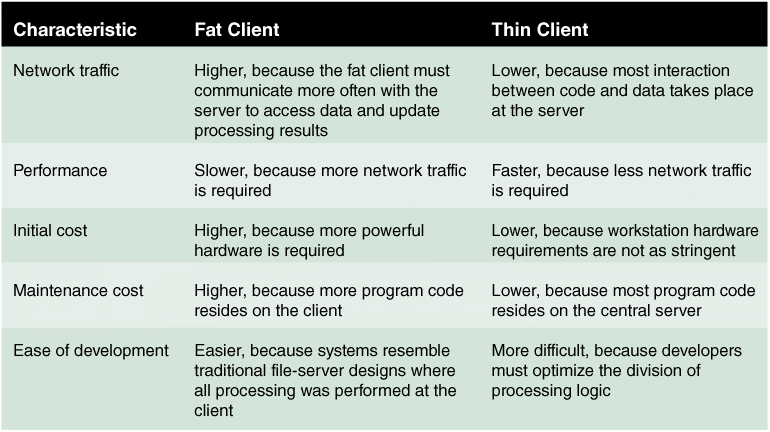 Characteristic Fat Client Thin Client
Network traffic
Higher, because the fat client must
communicate more often with the
server to access data and update
processing results
Lower, because most interaction
between code and data takes place
at the server
Performance
Slower, because more network traffic
is required
Faster, because less network traffic
is required
Initial cost
Higher, because more powerful
hardware is required
Lower, because workstation hardware
requirements are not as stringent
Maintenance cost
Higher, because more program code
resides on the client
Lower, because most program code
resides on the central server
Ease of development
Easier, because systems resemble
traditional file-server designs where
all processing was performed at the
client
More difficult, because developers
must optimize the division of
processing logic